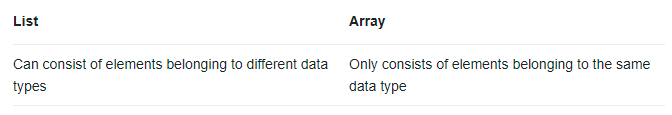 List Array
Can consist of elements belonging to different data
types
Only consists of elements belonging to the same
data type